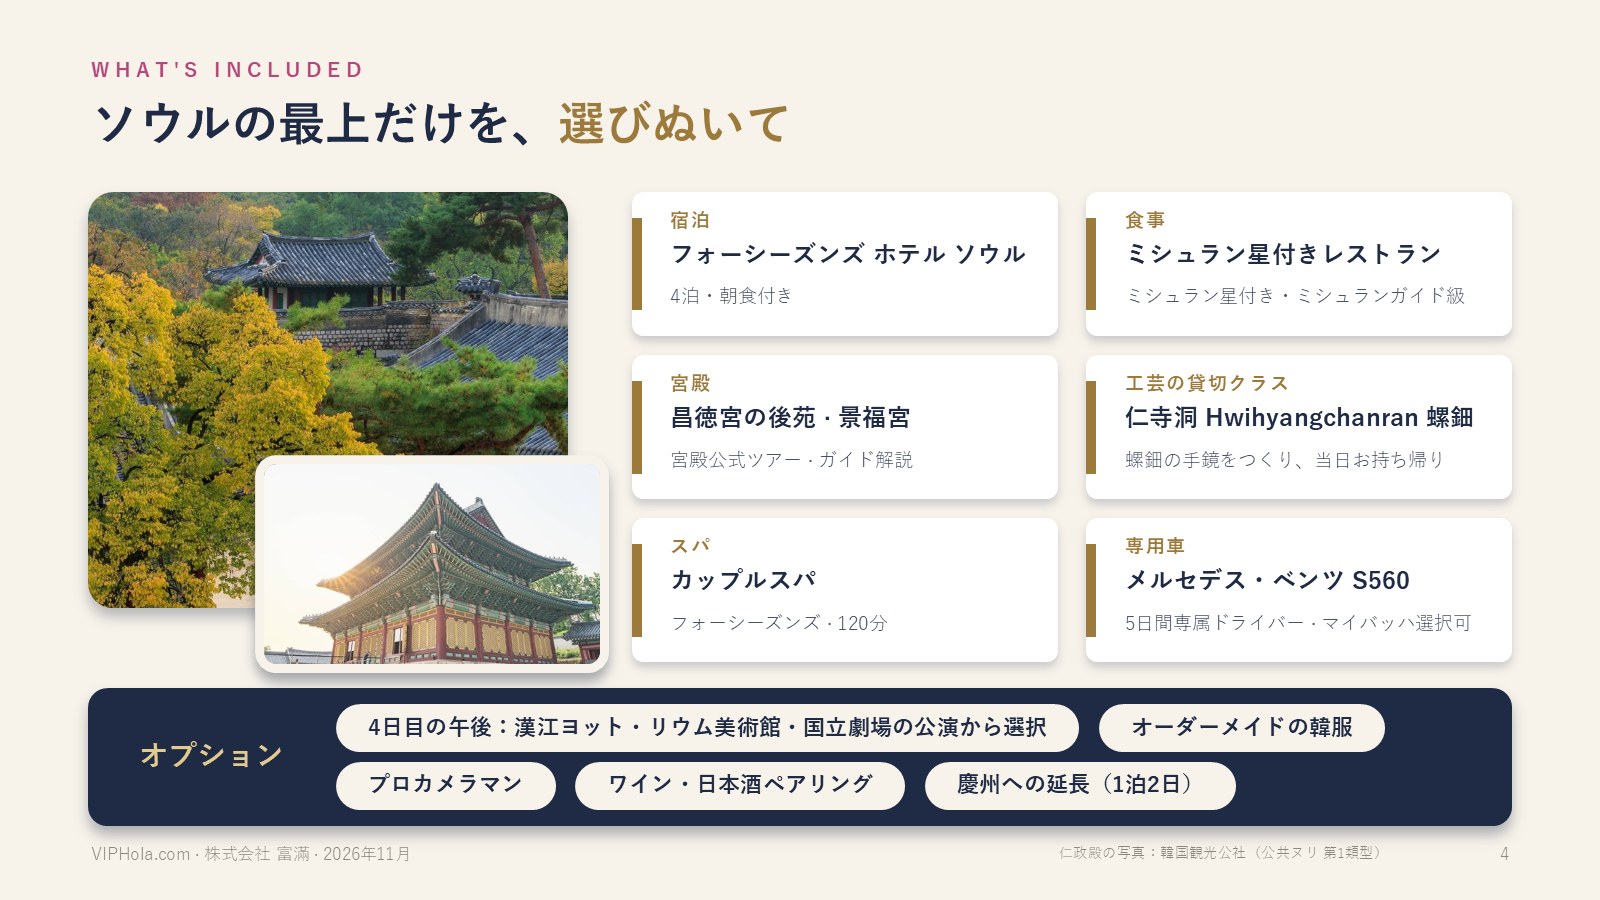 WHAT'S INCLUDED
ソウルの最上だけを、選びぬいて
宿泊
フォーシーズンズ ホテル ソウル
4泊・朝食付き
食事
ミシュラン星付きレストラン
ミシュラン星付き・ミシュランガイド級
宮殿
昌徳宮の後苑 · 景福宮
宮殿公式ツアー · ガイド解説
工芸の貸切クラス
仁寺洞 Hwihyangchanran 螺鈿
螺鈿の手鏡をつくり、当日お持ち帰り
スパ
カップルスパ
フォーシーズンズ · 120分
専用車
メルセデス・ベンツ S560
5日間専属ドライバー · マイバッハ選択可
オプション
4日目の午後：漢江ヨット・リウム美術館・国立劇場の公演から選択
オーダーメイドの韓服
プロカメラマン
ワイン・日本酒ペアリング
慶州への延長（1泊2日）
VIPHola.com · 株式会社 富滿 · 2026年11月
仁政殿の写真：韓国観光公社（公共ヌリ 第1類型）
4